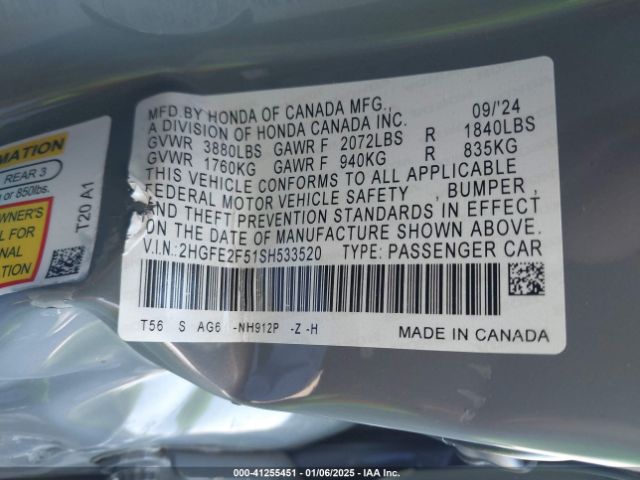 MFD.BY HONDA OF CANADA MFG., 09/'24
A DIVISION OF HONDA CANADA INC.
GVWR 3880LBS GAWR F 2072LBS R 1840LBS
GVWR 1760KG GAWR F 940KG R 835KG
THIS VEHICLE CONFORMS TO ALL APPLICABLE
FEDERAL MOTOR VEHICLE SAFETY , BUMPER ,
AND THEFT PREVENTION STANDARDS IN EFFECT
ON THE DATE OF MANUFACTURE SHOWN ABOVE.
V.I.N.:2HGFE2F51SH533520 TYPE: PASSENGER CAR
T56 S AG6 -NH912P -Z -H
MADE IN CANADA
REAR 3
850lbs.
T20 A1
OWNER'S
FOR
IONAL
000-41255451 - 01/06/2025 - IAA Inc.